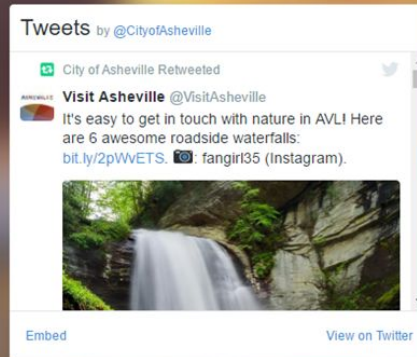 Tweets by @CityofAsheville
City of Asheville Retweeted
Visit Asheville @VisitAsheville
It's easy to get in touch with nature in AVL! Here
are 6 awesome roadside waterfalls:
bit.ly/2pWvETS. 📷: fangirl35 (Instagram).
Embed
View on Twitter